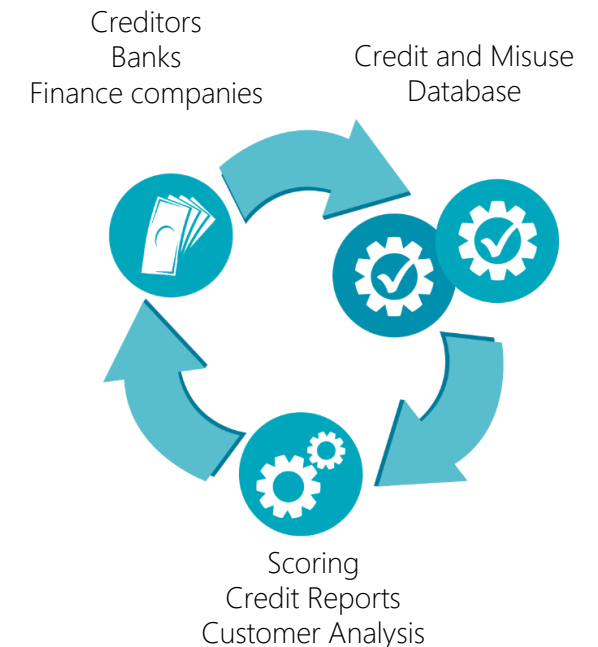 Creditors
Banks
Finance companies
Credit and Misuse
Database
Scoring
Credit Reports
Customer Analysis